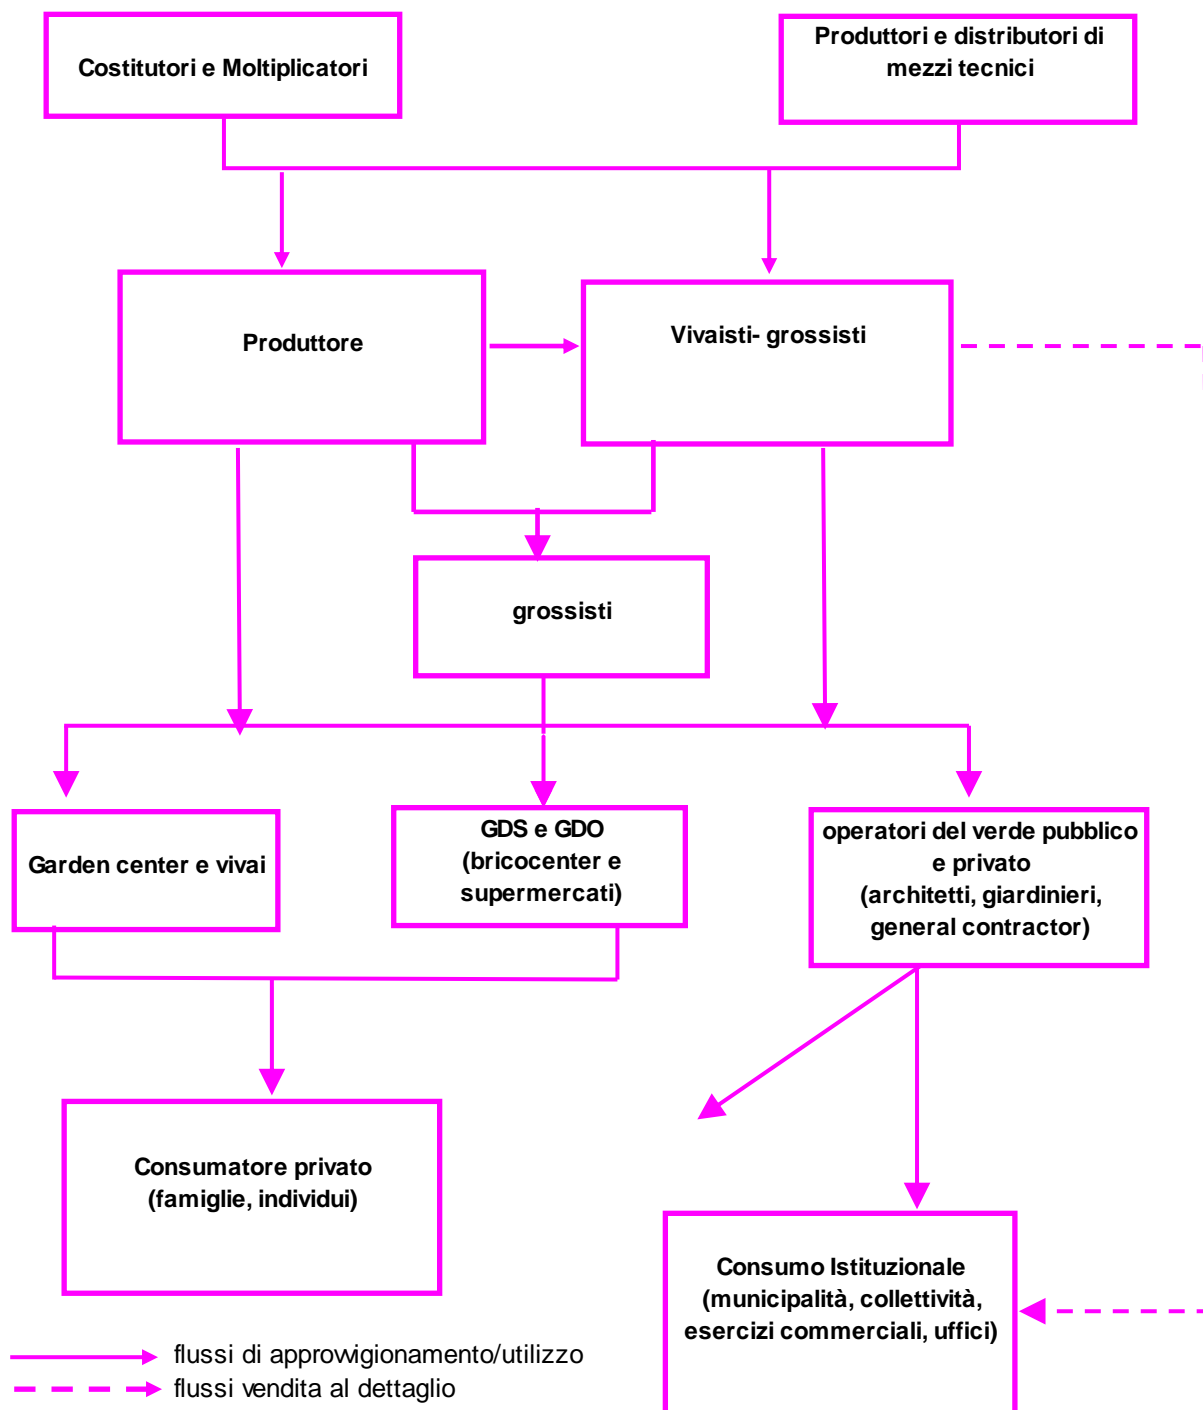 Costitutori e Moltiplicatori
Produttori e distributori di
mezzi tecnici
Produttore
Vivaisti- grossisti
grossisti
Garden center e vivai
GDS e GDO
(bricocenter e
supermercati)
operatori del verde pubblico
e privato
(architetti, giardinieri,
general contractor)
Consumatore privato
(famiglie, individui)
Consumo Istituzionale
(municipalità, collettività,
esercizi commerciali, uffici)
flussi di approvvigionamento/utilizzo
flussi vendita al dettaglio